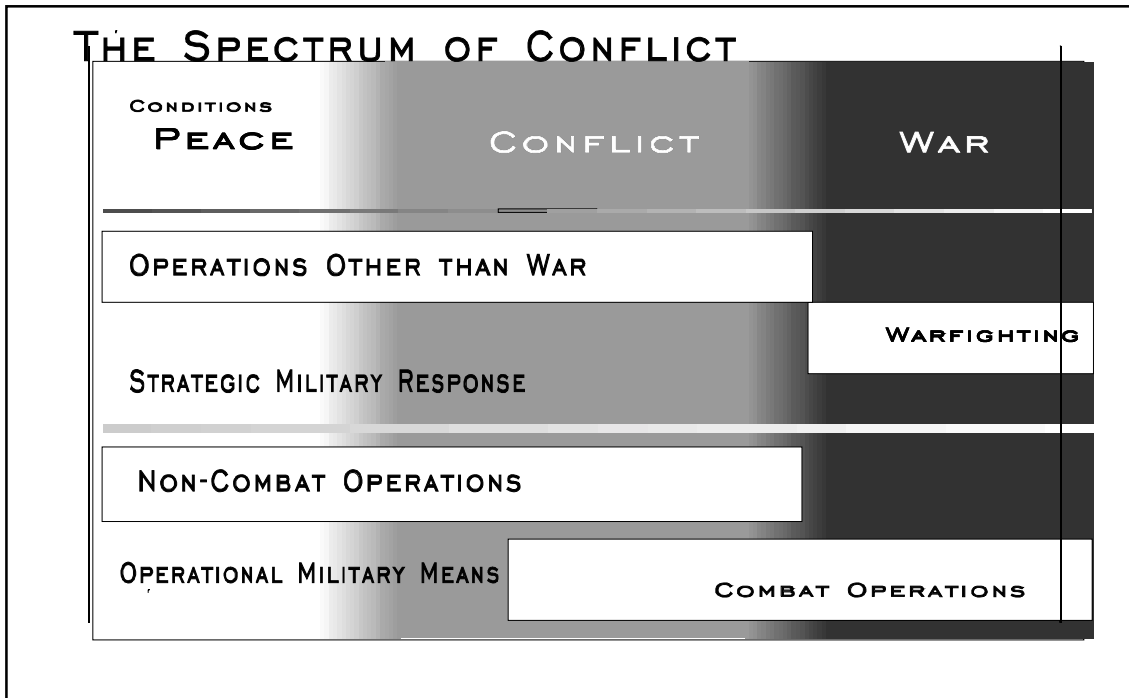 The Spectrum of Conflict
Conditions
Peace
Conflict
War
Operations Other than War
Warfighting
Strategic Military Response
Non-Combat Operations
Operational Military Means
Combat Operations